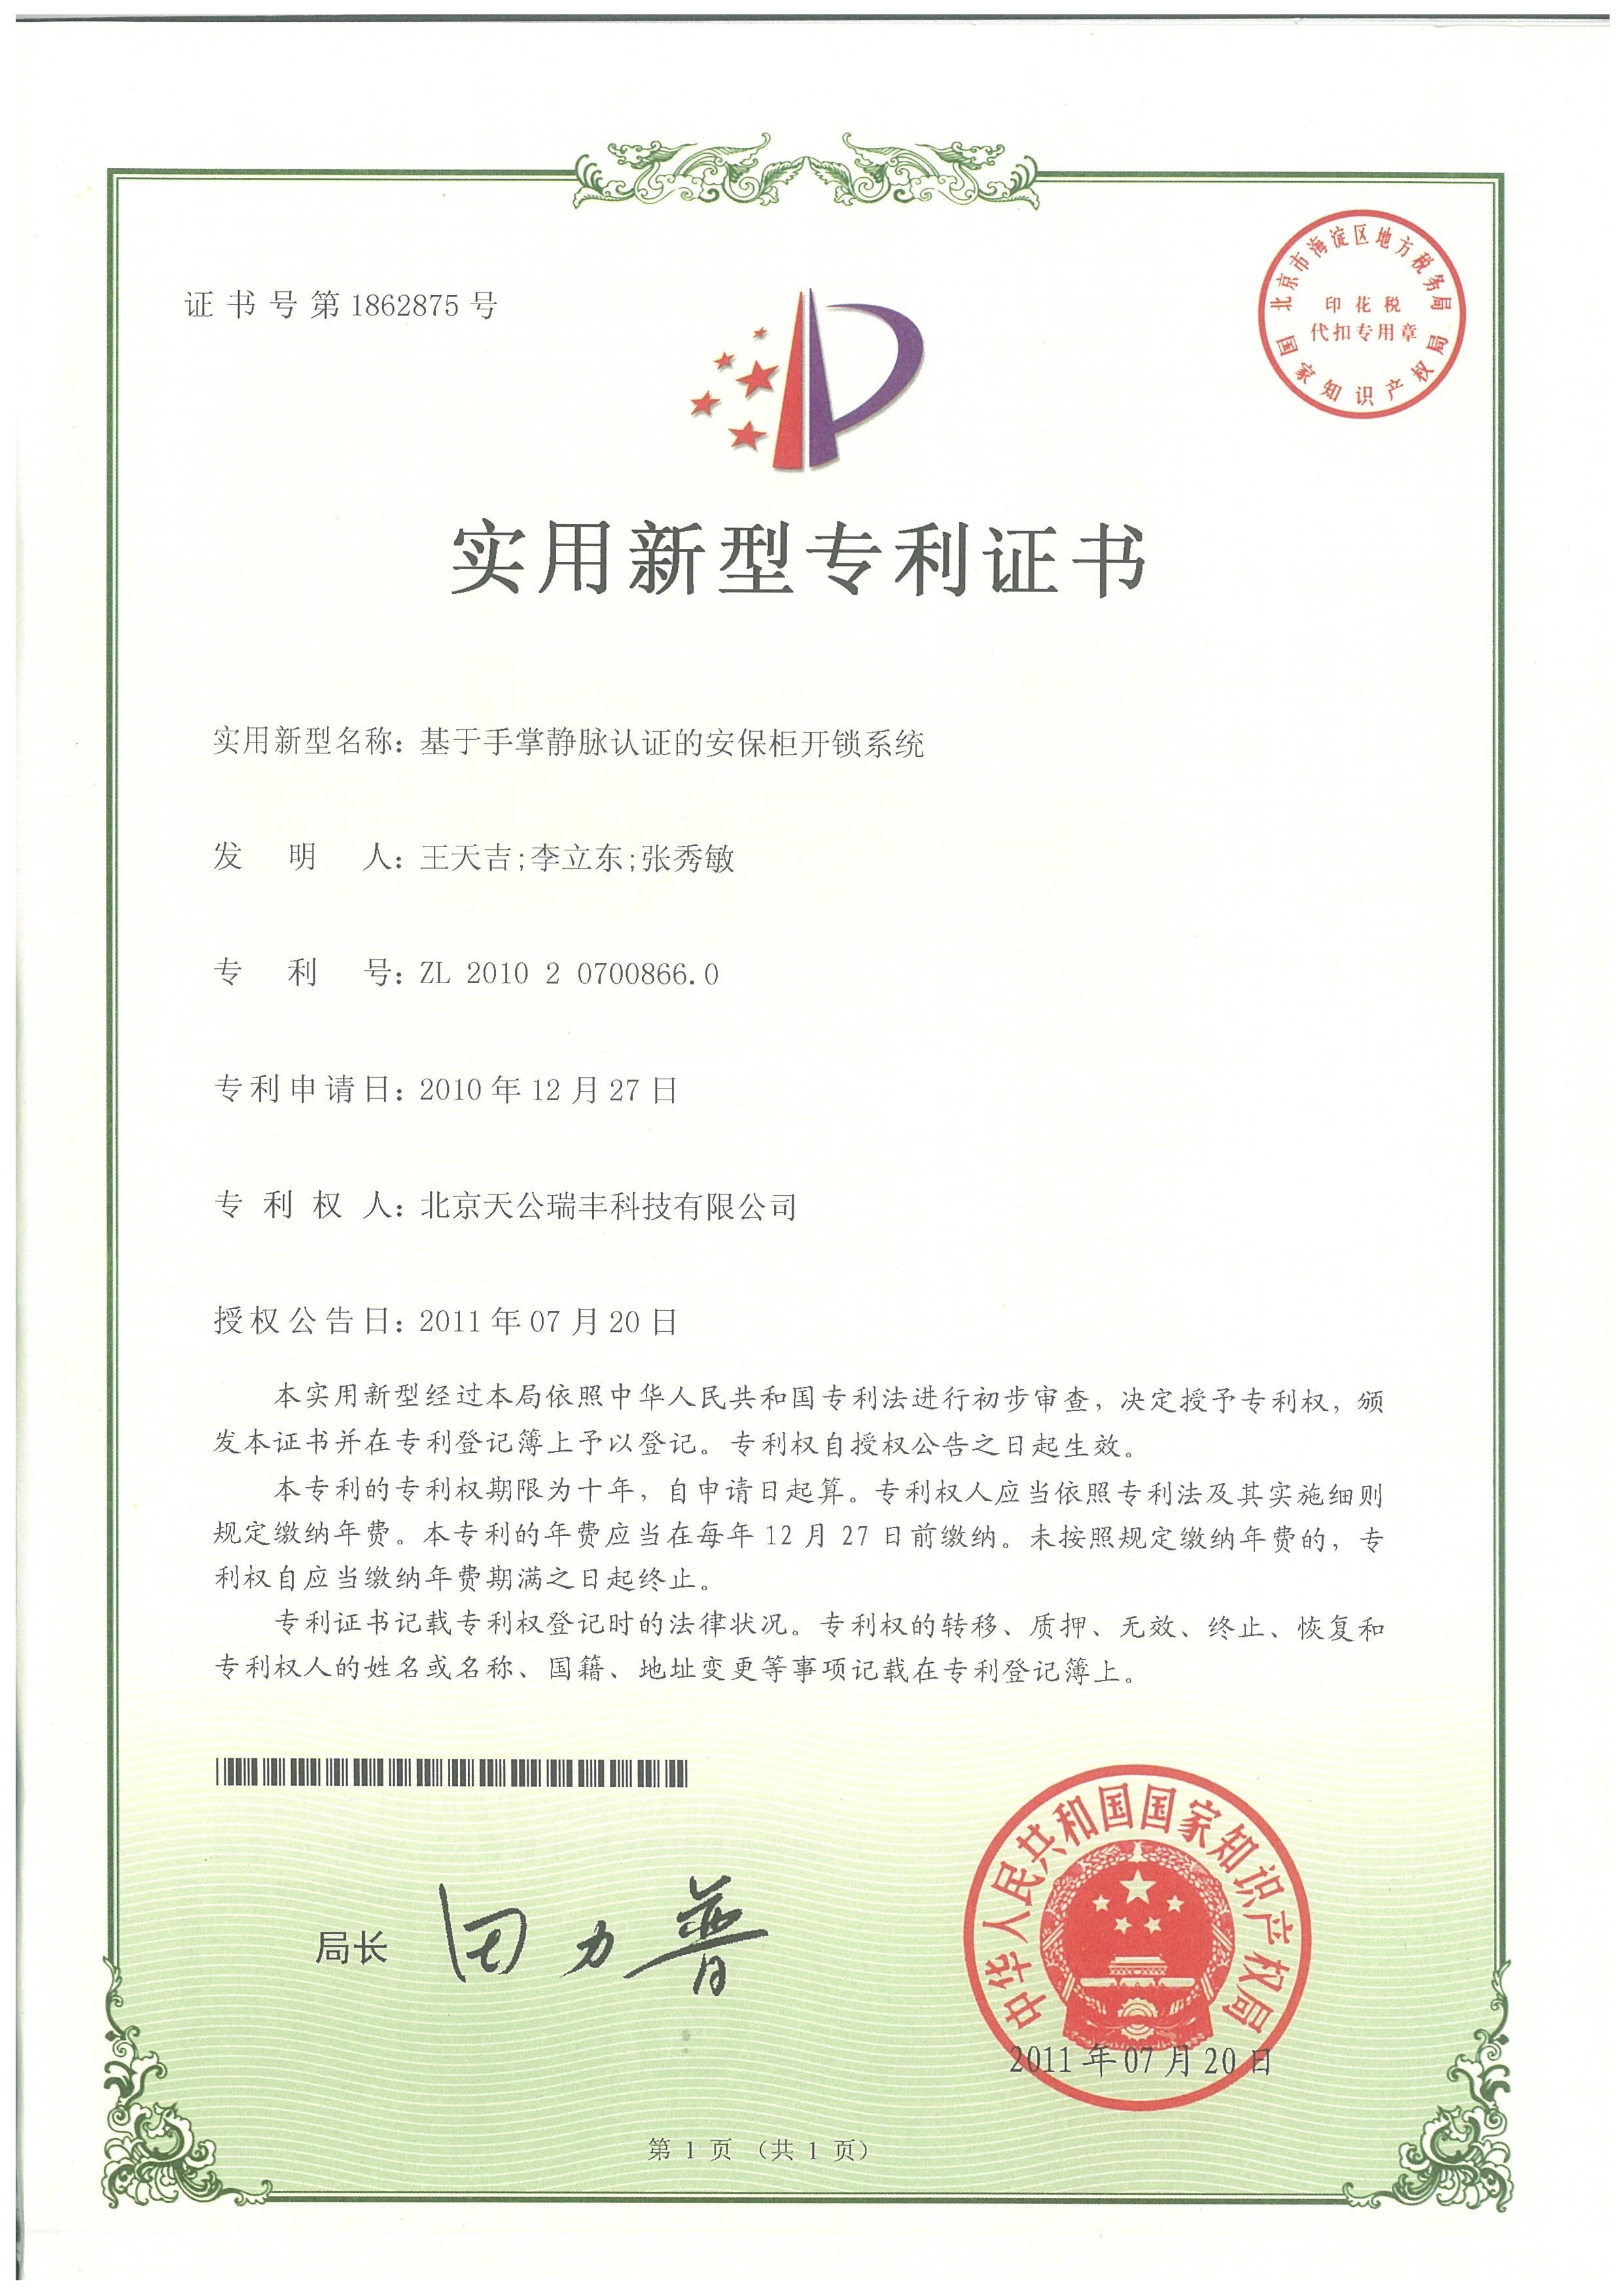 证书号第1862875号
北京市海淀区地方税务局
印花税
代扣专用章
国家知识产权局
实用新型专利证书
实用新型名称：基于手掌静脉认证的安保柜开锁系统
发明人：王天吉;李立东;张秀敏
专利号：ZL 2010 2 0700866.0
专利申请日：2010年12月27日
专利权人：北京天公瑞丰科技有限公司
授权公告日：2011年07月20日
本实用新型经过本局依照中华人民共和国专利法进行初步审查，决定授予专利权，颁
发本证书并在专利登记簿上予以登记。专利权自授权公告之日起生效。
本专利的专利权期限为十年，自申请日起算。专利权人应当依照专利法及其实施细则
规定缴纳年费。本专利的年费应当在每年12月27日前缴纳。未按照规定缴纳年费的，专
利权自应当缴纳年费期满之日起终止。
专利证书记载专利权登记时的法律状况。专利权的转移、质押、无效、终止、恢复和
专利权人的姓名或名称、国籍、地址变更等事项记载在专利登记簿上。
局长 田力普
中华人民共和国国家知识产权局
2011年07月20日
第 1 页 （共 1 页）